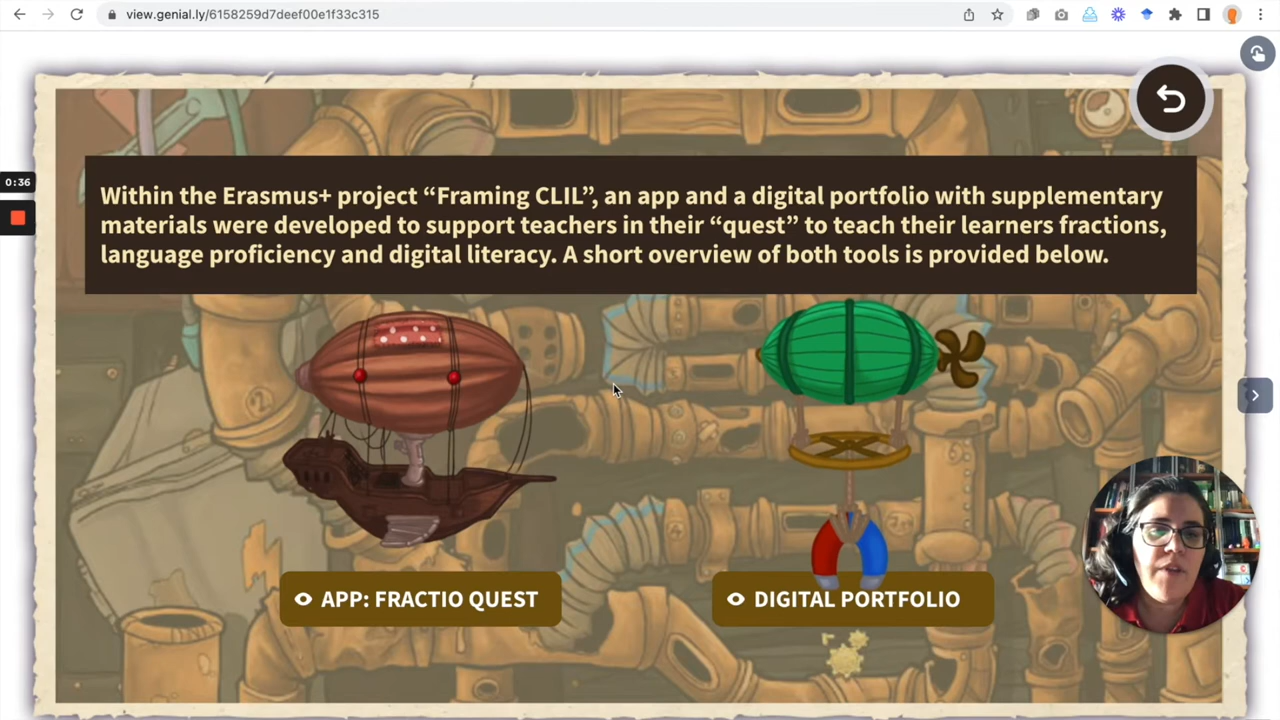 view.genial.ly/6158259d7deef00e1f33c315
0:36
Within the Erasmus+ project “Framing CLIL”, an app and a digital portfolio with supplementary
materials were developed to support teachers in their “quest” to teach their learners fractions,
language proficiency and digital literacy. A short overview of both tools is provided below.
APP: FRACTIO QUEST
DIGITAL PORTFOLIO